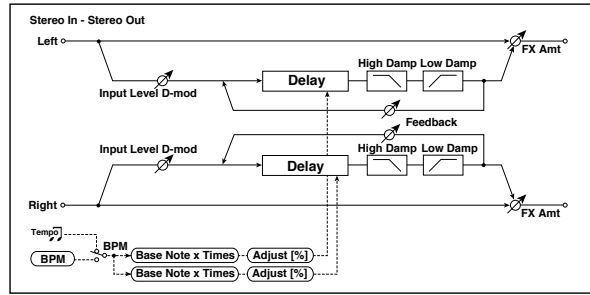 Stereo In - Stereo Out
Left
FX Amt
High Damp Low Damp
Delay
Input Level D-mod
Feedback
Input Level D-mod
High Damp Low Damp
Delay
Right
FX Amt
Tempo
BPM
BPM
Base Note x Times
Adjust [%]
Base Note x Times
Adjust [%]